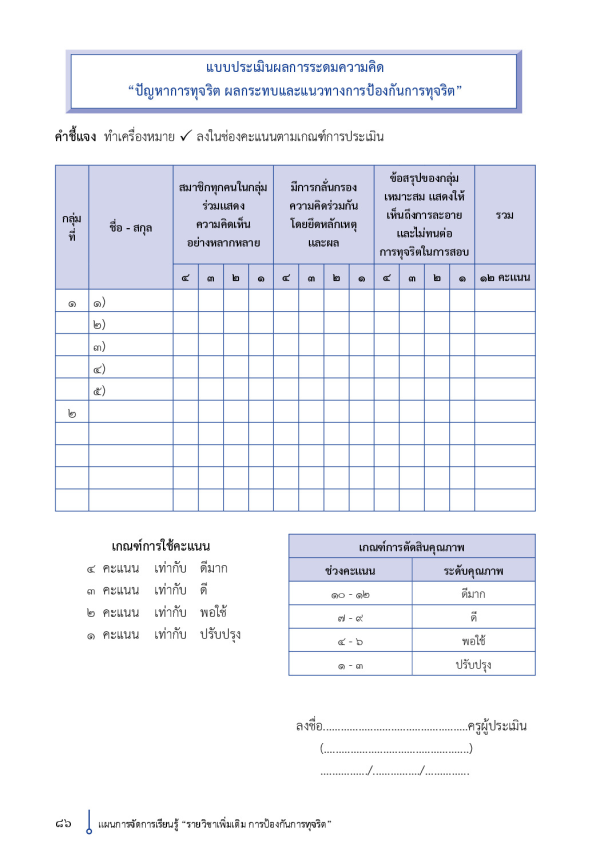 แบบประเมินผลการระดมความคิด
“ปัญหาการทุจริต ผลกระทบและแนวทางการป้องกันการทุจริต”
คำชี้แจง ทำเครื่องหมาย ✓ ลงในช่องคะแนนตามเกณฑ์การประเมิน
กลุ่ม
ที่
ชื่อ - สกุล
สมาชิกทุกคนในกลุ่ม
ร่วมแสดง
ความคิดเห็น
อย่างหลากหลาย
มีการกลั่นกรอง
ความคิดร่วมกัน
โดยยึดหลักเหตุ
และผล
ข้อสรุปของกลุ่ม
เหมาะสม แสดงให้
เห็นถึงการละอาย
และไม่ทนต่อ
การทุจริตในการสอบ
รวม
๔ ๓ ๒ ๑ ๔ ๓ ๒ ๑ ๔ ๓ ๒ ๑ ๑๒ คะแนน
๑ ๑)
๒)
๓)
๔)
๕)
๒
เกณฑ์การใช้คะแนน
๔ คะแนน เท่ากับ ดีมาก
๓ คะแนน เท่ากับ ดี
๒ คะแนน เท่ากับ พอใช้
๑ คะแนน เท่ากับ ปรับปรุง
เกณฑ์การตัดสินคุณภาพ
ช่วงคะแนน ระดับคุณภาพ
๑๐ - ๑๒ ดีมาก
๗ - ๙ ดี
๔ - ๖ พอใช้
๑ - ๓ ปรับปรุง
ลงชื่อ................................................ครูผู้ประเมิน
(................................................)
................/................/...............
๘๖ แผนการจัดการเรียนรู้ “รายวิชาเพิ่มเติม การป้องกันการทุจริต”